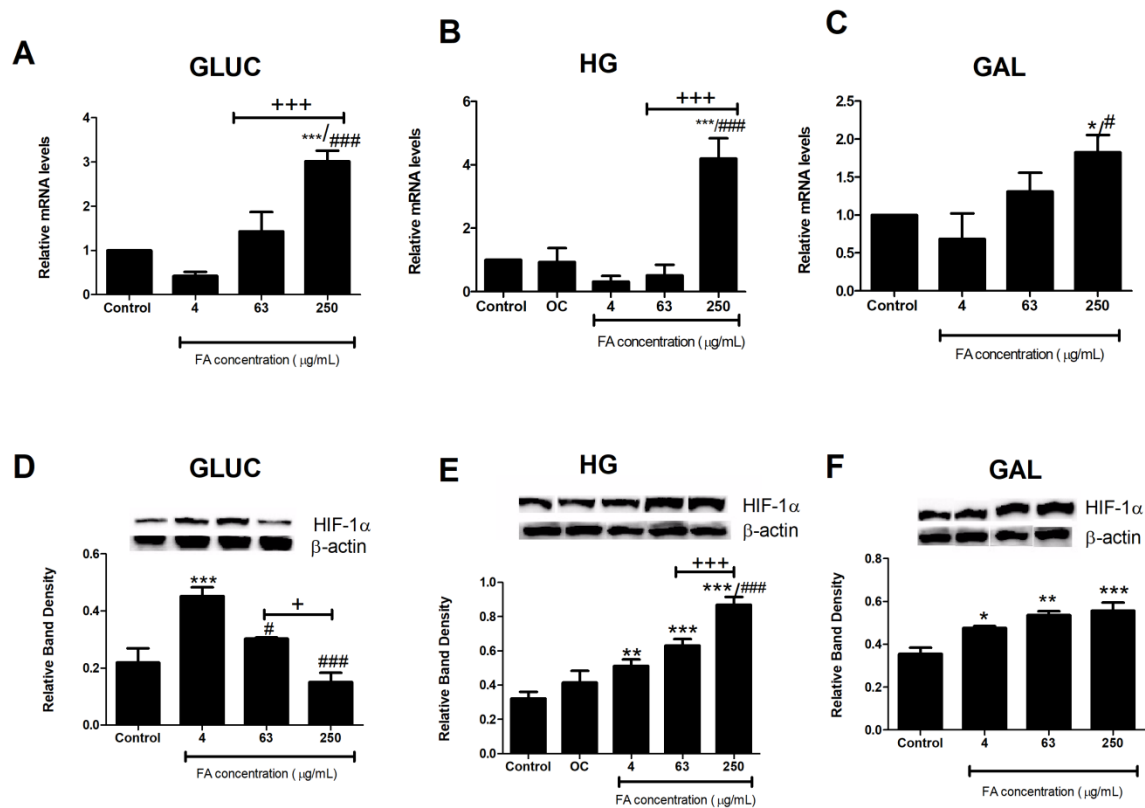 A
GLUC
Relative mRNA levels
4
3
2
1
0
+++
***/###
Control
4
63
250
FA concentration ( μg/mL)
B
HG
Relative mRNA levels
6
4
2
0
+++
***/###
Control
OC
4
63
250
FA concentration ( μg/mL)
C
GAL
Relative mRNA levels
2.5
2.0
1.5
1.0
0.5
0.0
*/#
Control
4
63
250
FA concentration ( μg/mL)
D
GLUC
HIF-1α
β-actin
Relative Band Density
0.6
0.4
0.2
0.0
***
#
+
###
Control
4
63
250
FA concentration ( μg/mL)
E
HG
HIF-1α
β-actin
Relative Band Density
1.0
0.8
0.6
0.4
0.2
0.0
**
***
+++
***/###
Control
OC
4
63
250
FA concentration ( μg/mL)
F
GAL
HIF-1α
β-actin
Relative Band Density
0.8
0.6
0.4
0.2
0.0
*
**
***
Control
4
63
250
FA concentration ( μg/mL)